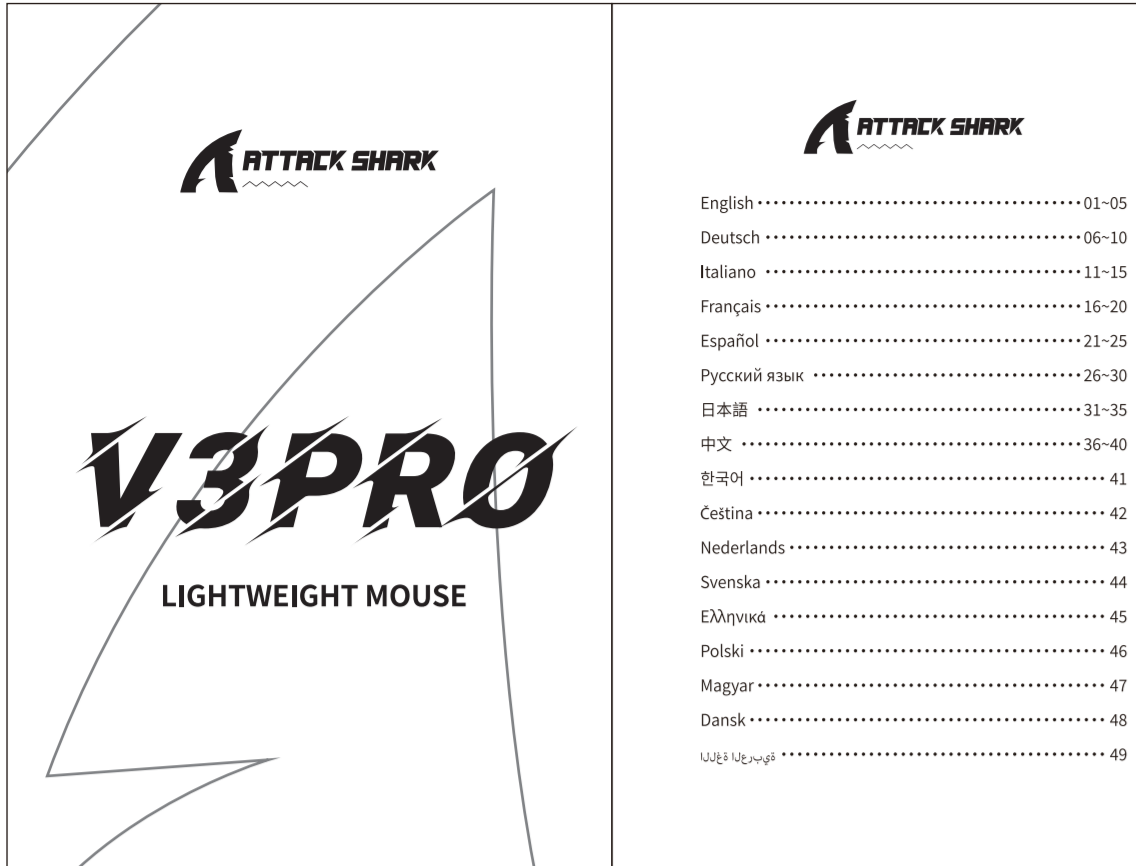 ATTACK SHARK
V3PRO
LIGHTWEIGHT MOUSE
ATTACK SHARK
English 01~05
Deutsch 06~10
Italiano 11~15
Français 16~20
Español 21~25
Русский язык 26~30
日本語 31~35
中文 36~40
한국어 41
Čeština 42
Nederlands 43
Svenska 44
Ελληνικά 45
Polski 46
Magyar 47
Dansk 48
ةيبرعلا ةغللا 49